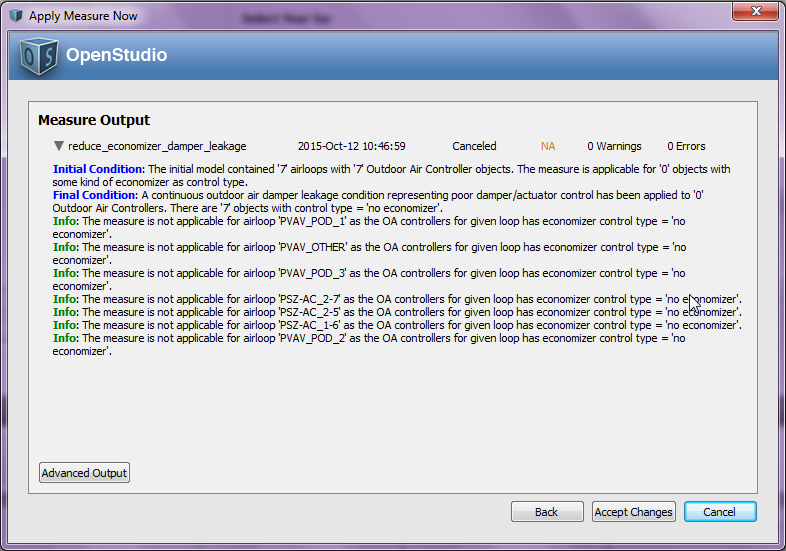 Apply Measure Now
OpenStudio
Measure Output
reduce_economizer_damper_leakage 2015-Oct-12 10:46:59 Canceled NA 0 Warnings 0 Errors
Initial Condition: The initial model contained '7' airloops with '7' Outdoor Air Controller objects. The measure is applicable for '0' objects with
some kind of economizer as control type.
Final Condition: A continuous outdoor air damper leakage condition representing poor damper/actuator control has been applied to '0'
Outdoor Air Controllers. There are '7' objects with control type = 'no economizer'.
Info: The measure is not applicable for airloop 'PVAV_POD_1' as the OA controllers for given loop has economizer control type = 'no
economizer'.
Info: The measure is not applicable for airloop 'PVAV_OTHER' as the OA controllers for given loop has economizer control type = 'no
economizer'.
Info: The measure is not applicable for airloop 'PVAV_POD_3' as the OA controllers for given loop has economizer control type = 'no
economizer'.
Info: The measure is not applicable for airloop 'PSZ-AC_2-7' as the OA controllers for given loop has economizer control type = 'no economizer'.
Info: The measure is not applicable for airloop 'PSZ-AC_2-5' as the OA controllers for given loop has economizer control type = 'no economizer'.
Info: The measure is not applicable for airloop 'PSZ-AC_1-6' as the OA controllers for given loop has economizer control type = 'no economizer'.
Info: The measure is not applicable for airloop 'PVAV_POD_2' as the OA controllers for given loop has economizer control type = 'no
economizer'.
Advanced Output
Back Accept Changes Cancel